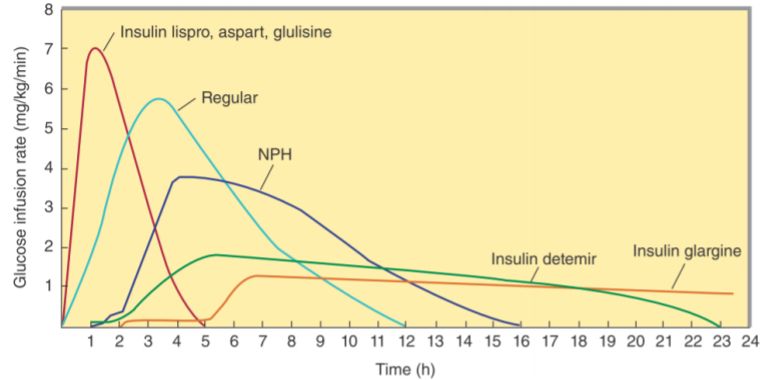 8
Insulin lispro, aspart, glulisine
7
6
Regular
5
NPH
4
3
Insulin detemir
Insulin glargine
2
1
Glucose infusion rate (mg/kg/min)
1 2 3 4 5 6 7 8 9 10 11 12 13 14 15 16 17 18 19 20 21 22 23 24
Time (h)